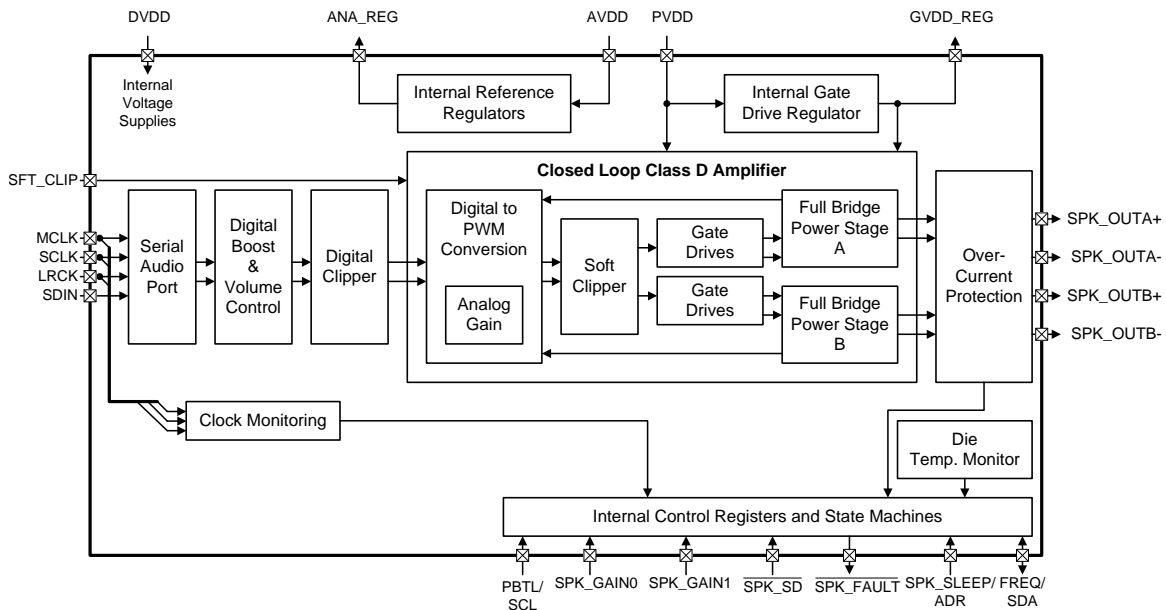 DVDD
ANA_REG
AVDD
PVDD
GVDD_REG
Internal
Voltage
Supplies
Internal Reference
Regulators
Internal Gate
Drive Regulator
SFT_CLIP
Closed Loop Class D Amplifier
MCLK
SCLK
LRCK
SDIN
Serial
Audio
Port
Digital
Boost
&
Volume
Control
Digital
Clipper
Digital to
PWM
Conversion
Analog
Gain
Soft
Clipper
Gate
Drives
Gate
Drives
Full Bridge
Power Stage
A
Full Bridge
Power Stage
B
Over-
Current
Protection
SPK_OUTA+
SPK_OUTA-
SPK_OUTB+
SPK_OUTB-
Clock Monitoring
Die
Temp. Monitor
Internal Control Registers and State Machines
PBTL/
SCL
SPK_GAIN0
SPK_GAIN1
SPK_SD
SPK_FAULT
SPK_SLEEP/
ADR
FREQ/
SDA